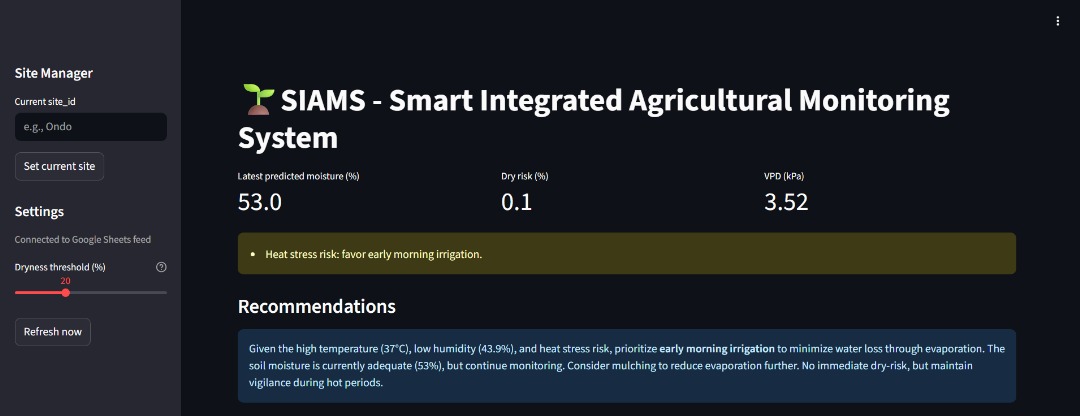 Site Manager
Current site_id
e.g., Ondo
Set current site
Settings
Connected to Google Sheets feed
Dryness threshold (%)
20
Refresh now
SIAMS - Smart Integrated Agricultural Monitoring
System
Latest predicted moisture (%)
53.0
Dry risk (%)
0.1
VPD (kPa)
3.52
• Heat stress risk: favor early morning irrigation.
Recommendations
Given the high temperature (37°C), low humidity (43.9%), and heat stress risk, prioritize early morning irrigation to minimize water loss through evaporation. The
soil moisture is currently adequate (53%), but continue monitoring. Consider mulching to reduce evaporation further. No immediate dry-risk, but maintain
vigilance during hot periods.